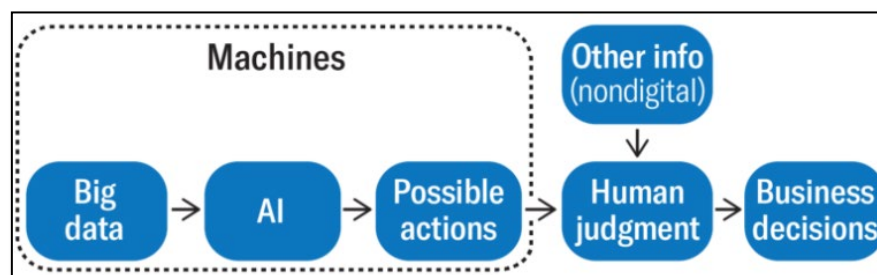 Machines
Other info
(nondigital)
Big
data
AI
Possible
actions
Human
judgment
Business
decisions